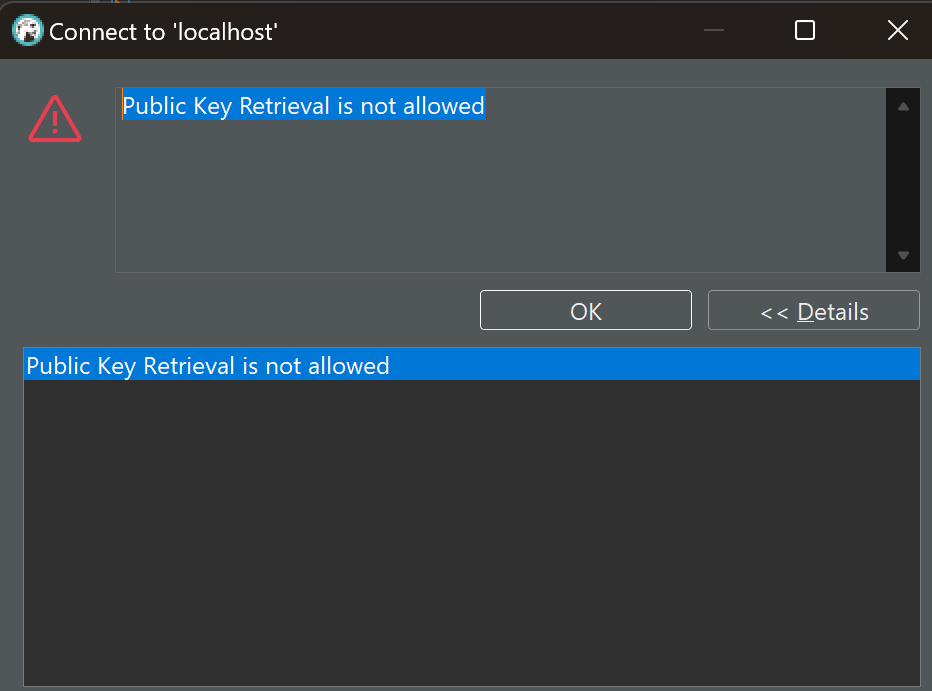 Connect to 'localhost'
Public Key Retrieval is not allowed
OK
<< Details
Public Key Retrieval is not allowed